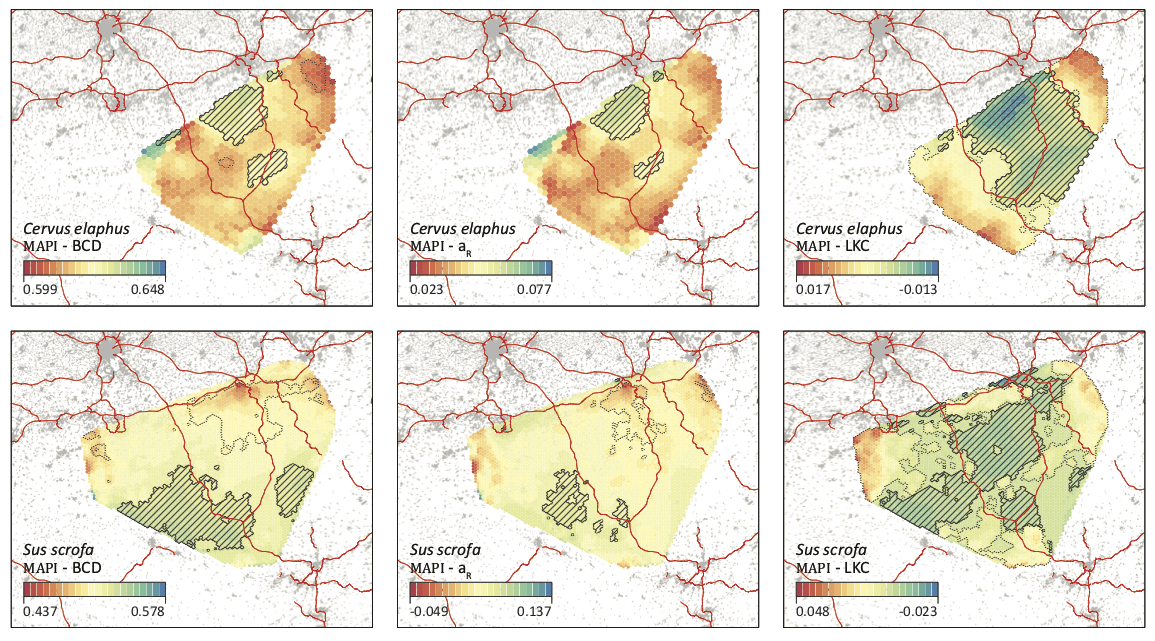 Cervus elaphus
MAPI - BCD
0.599 0.648
Cervus elaphus
MAPI - aR
0.023 0.077
Cervus elaphus
MAPI - LKC
0.017 -0.013
Sus scrofa
MAPI - BCD
0.437 0.578
Sus scrofa
MAPI - aR
-0.049 0.137
Sus scrofa
MAPI - LKC
0.048 -0.023